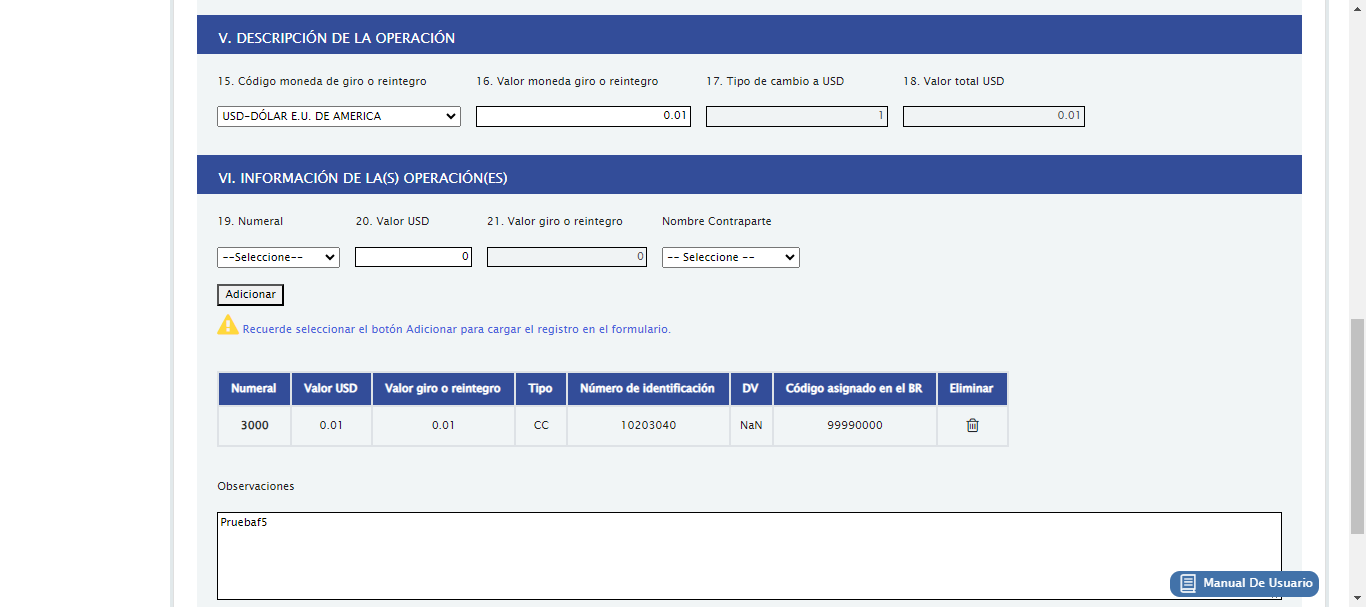 V. DESCRIPCIÓN DE LA OPERACIÓN
15. Código moneda de giro o reintegro 16. Valor moneda giro o reintegro 17. Tipo de cambio a USD 18. Valor total USD
USD-DÓLAR E.U. DE AMERICA 0.01 1 0.01
VI. INFORMACIÓN DE LA(S) OPERACIÓN(ES)
19. Numeral 20. Valor USD 21. Valor giro o reintegro Nombre Contraparte
--Seleccione-- 0 0 -- Seleccione --
Adicionar
Recuerde seleccionar el botón Adicionar para cargar el registro en el formulario.
Numeral Valor USD Valor giro o reintegro Tipo Número de identificación DV Código asignado en el BR Eliminar
3000 0.01 0.01 CC 10203040 NaN 99990000
Observaciones
Pruebaf5
Manual De Usuario